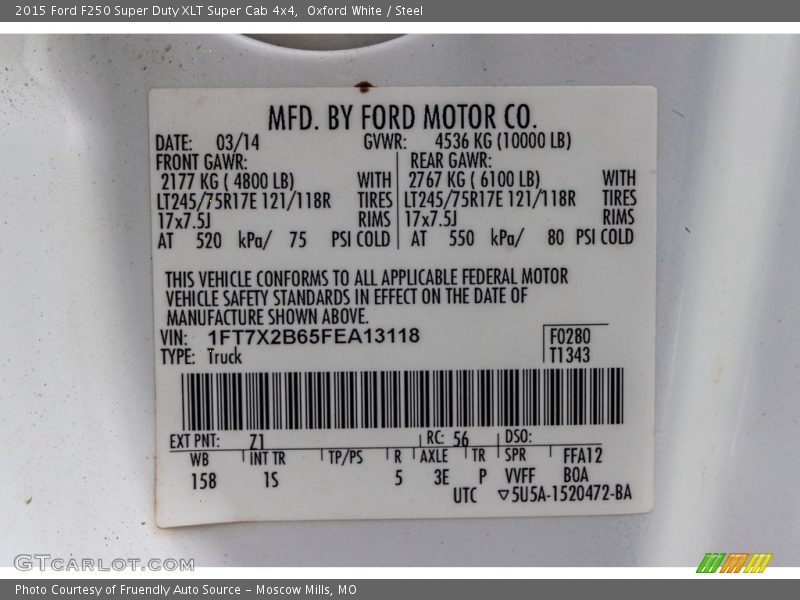 2015 Ford F250 Super Duty XLT Super Cab 4x4, Oxford White / Steel
MFD. BY FORD MOTOR CO.
DATE: 03/14 GVWR: 4536 KG (10000 LB)
FRONT GAWR: REAR GAWR:
2177 KG ( 4800 LB) WITH 2767 KG ( 6100 LB) WITH
LT245/75R17E 121/118R TIRES LT245/75R17E 121/118R TIRES
17x7.5J RIMS 17x7.5J RIMS
AT 520 kPa/ 75 PSI COLD AT 550 kPa/ 80 PSI COLD
THIS VEHICLE CONFORMS TO ALL APPLICABLE FEDERAL MOTOR
VEHICLE SAFETY STANDARDS IN EFFECT ON THE DATE OF
MANUFACTURE SHOWN ABOVE.
VIN: 1FT7X2B65FEA13118 F0280
TYPE: Truck T1343
EXT PNT: Z1 RC: 56 DSO:
WB INT TR TP/PS R AXLE TR SPR FFA12
158 1S 5 3E P VVFF BOA
UTC ▽5U5A-1520472-BA
GTCARLOT.COM
Photo Courtesy of Fruendly Auto Source - Moscow Mills, MO